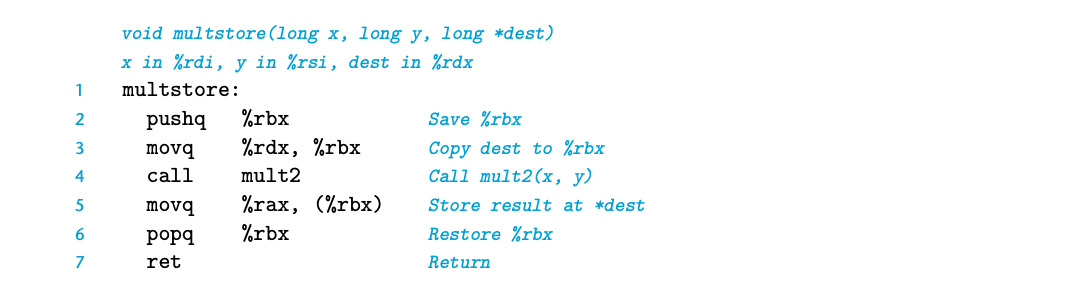 void multstore(long x, long y, long *dest)
x in %rdi, y in %rsi, dest in %rdx
1 multstore:
2 pushq %rbx Save %rbx
3 movq %rdx, %rbx Copy dest to %rbx
4 call mult2 Call mult2(x, y)
5 movq %rax, (%rbx) Store result at *dest
6 popq %rbx Restore %rbx
7 ret Return